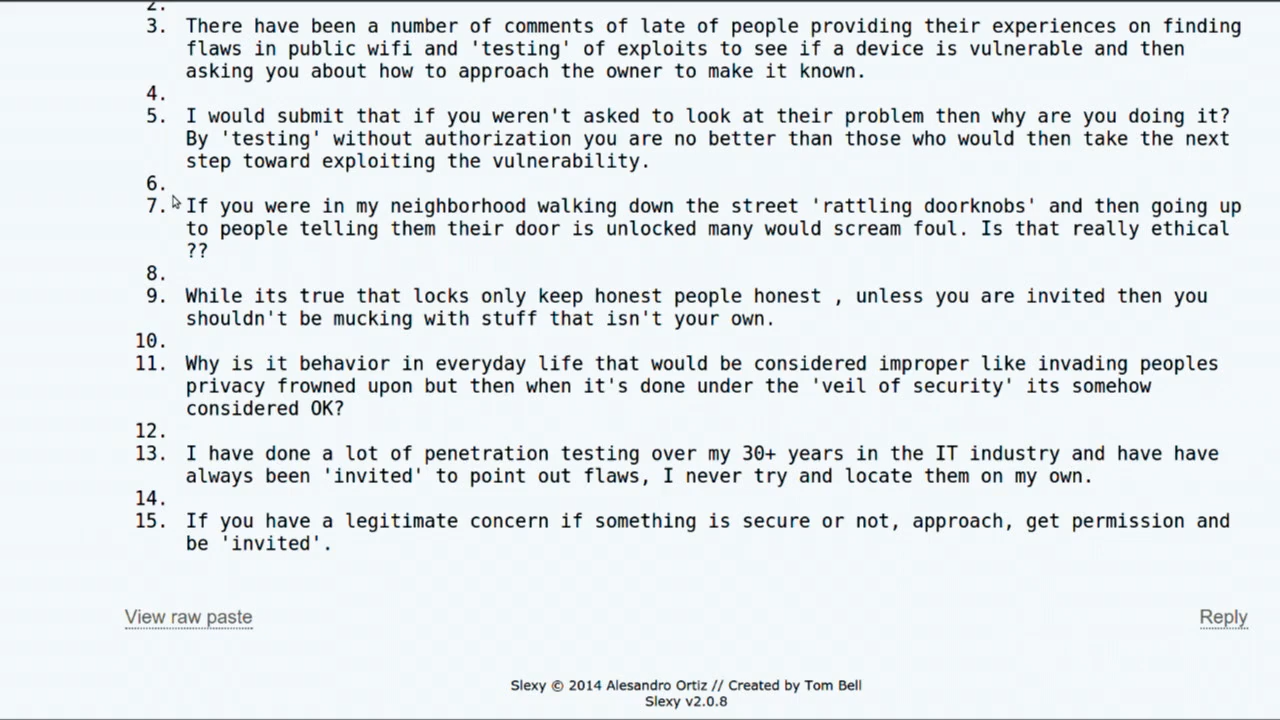 2.
3. There have been a number of comments of late of people providing their experiences on finding
flaws in public wifi and 'testing' of exploits to see if a device is vulnerable and then
asking you about how to approach the owner to make it known.
4.
5. I would submit that if you weren't asked to look at their problem then why are you doing it?
By 'testing' without authorization you are no better than those who would then take the next
step toward exploiting the vulnerability.
6.
7. If you were in my neighborhood walking down the street 'rattling doorknobs' and then going up
to people telling them their door is unlocked many would scream foul. Is that really ethical
??
8.
9. While its true that locks only keep honest people honest , unless you are invited then you
shouldn't be mucking with stuff that isn't your own.
10.
11. Why is it behavior in everyday life that would be considered improper like invading peoples
privacy frowned upon but then when it's done under the 'veil of security' its somehow
considered OK?
12.
13. I have done a lot of penetration testing over my 30+ years in the IT industry and have have
always been 'invited' to point out flaws, I never try and locate them on my own.
14.
15. If you have a legitimate concern if something is secure or not, approach, get permission and
be 'invited'.
View raw paste Reply
Slexy © 2014 Alesandro Ortiz // Created by Tom Bell
Slexy v2.0.8